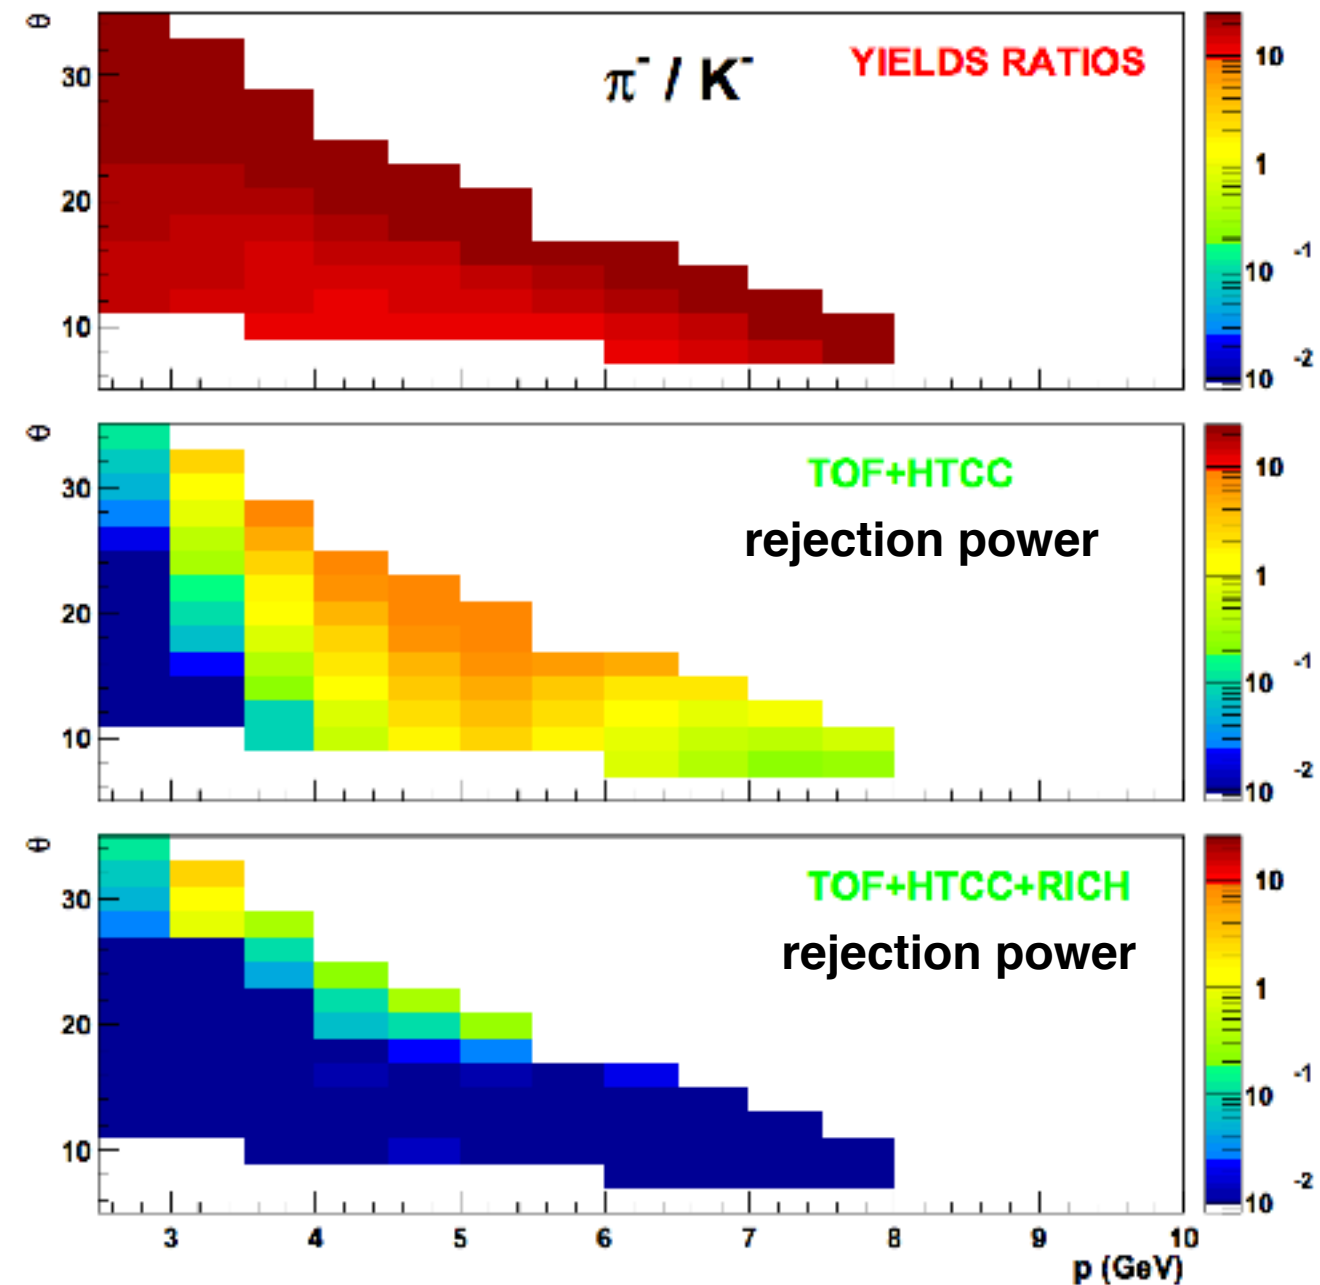 θ
π⁻ / K⁻
YIELDS RATIOS
30
20
10
10
1
10 -1
10 -2
θ
TOF+HTCC
rejection power
30
20
10
10
1
10 -1
10 -2
θ
TOF+HTCC+RICH
rejection power
30
20
10
10
1
10 -1
10 -2
3 4 5 6 7 8 9 10
p (GeV)